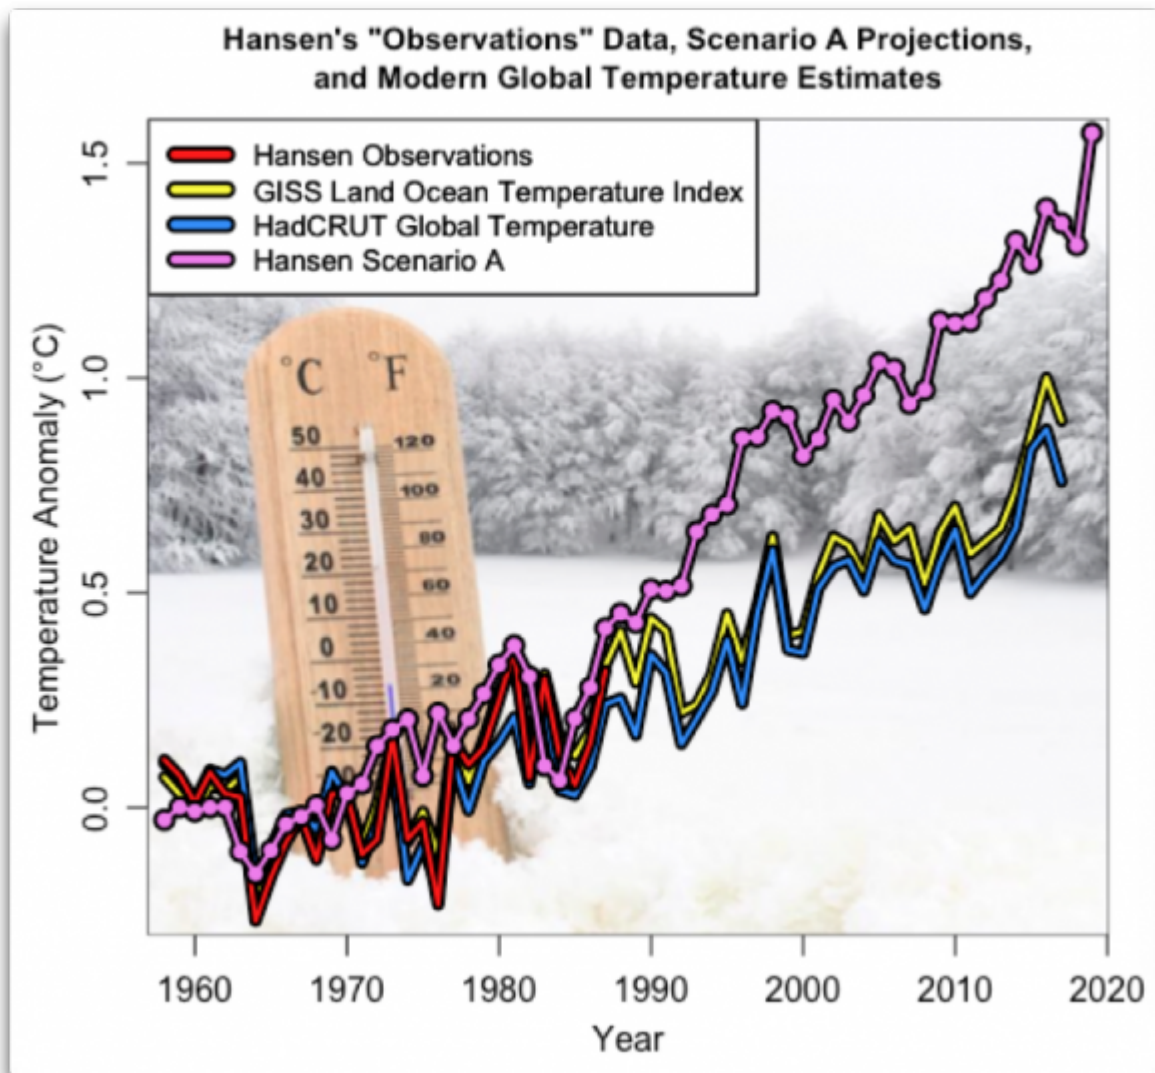 Hansen's "Observations" Data, Scenario A Projections,
and Modern Global Temperature Estimates
Hansen Observations
GISS Land Ocean Temperature Index
HadCRUT Global Temperature
Hansen Scenario A
Temperature Anomaly (°C)
1.5
1.0
0.5
0.0
°C °F
50 120
40
100
30
80
20
60
10
40
0
20
-10
-20
1960 1970 1980 1990 2000 2010 2020
Year